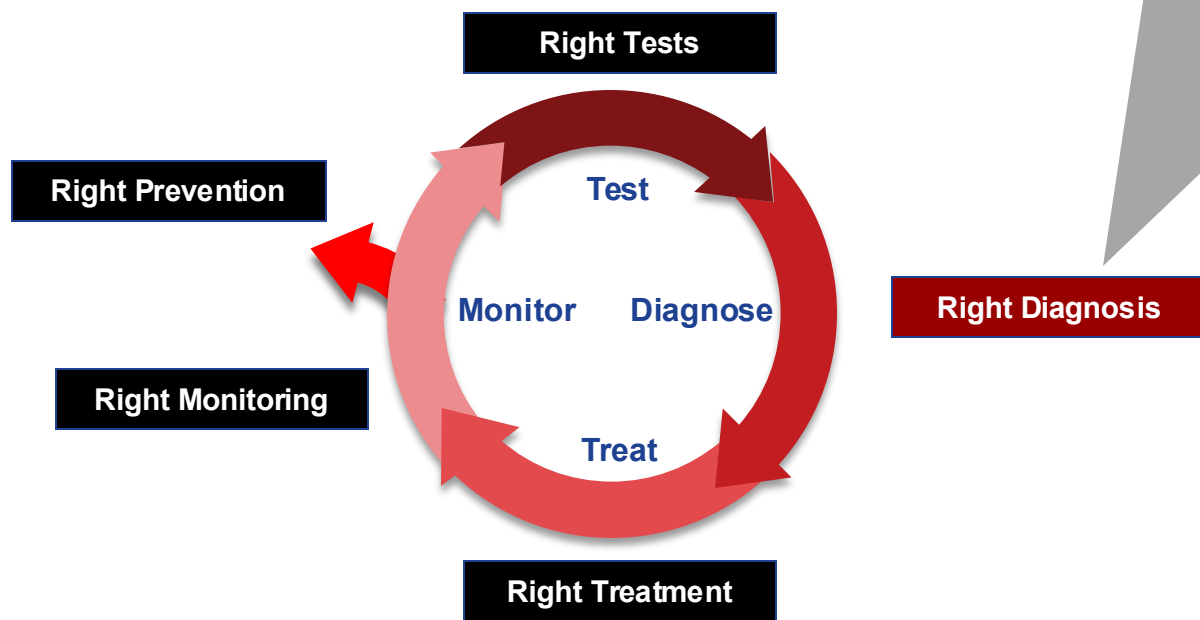 Right Tests
Right Prevention
Test
Monitor
Diagnose
Right Diagnosis
Right Monitoring
Treat
Right Treatment